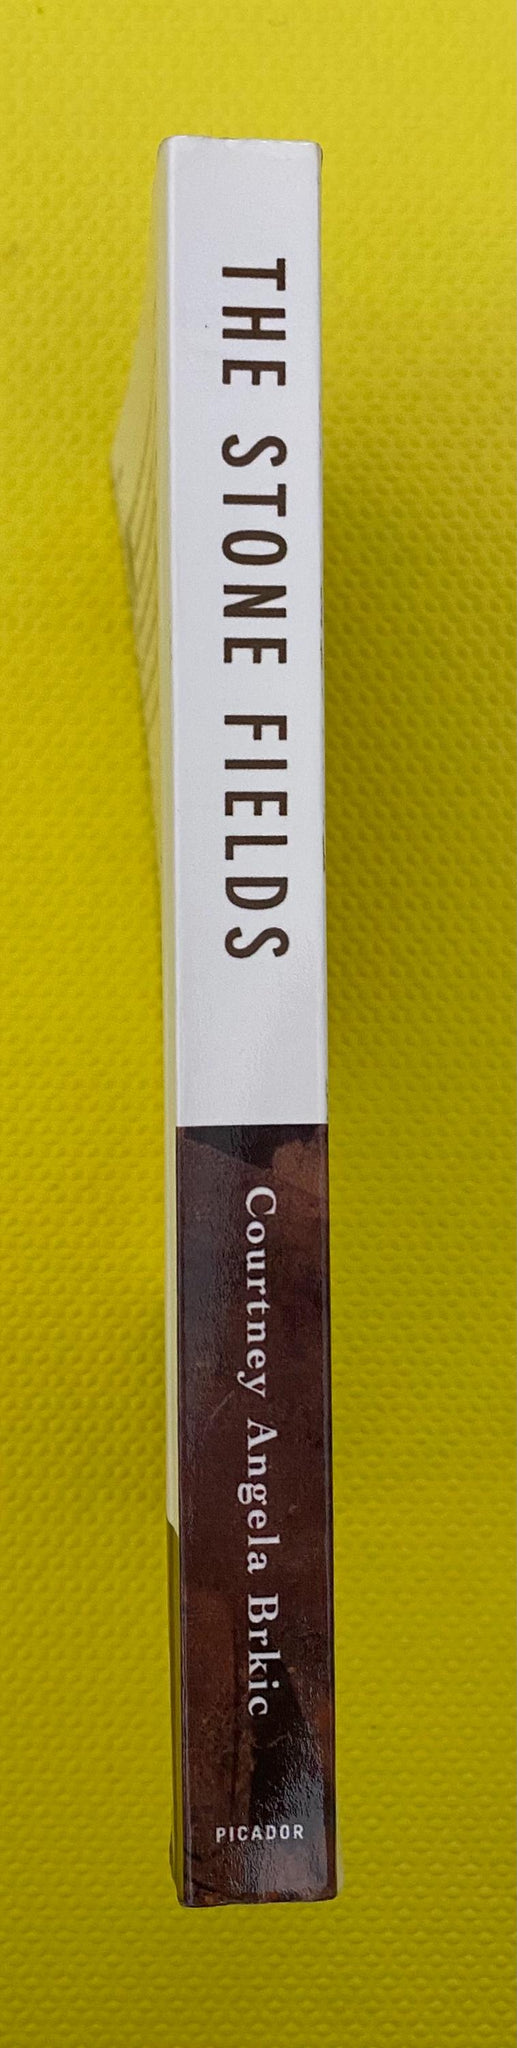 THE STONE FIELDS
Courtney Angela Brkic
PICADOR